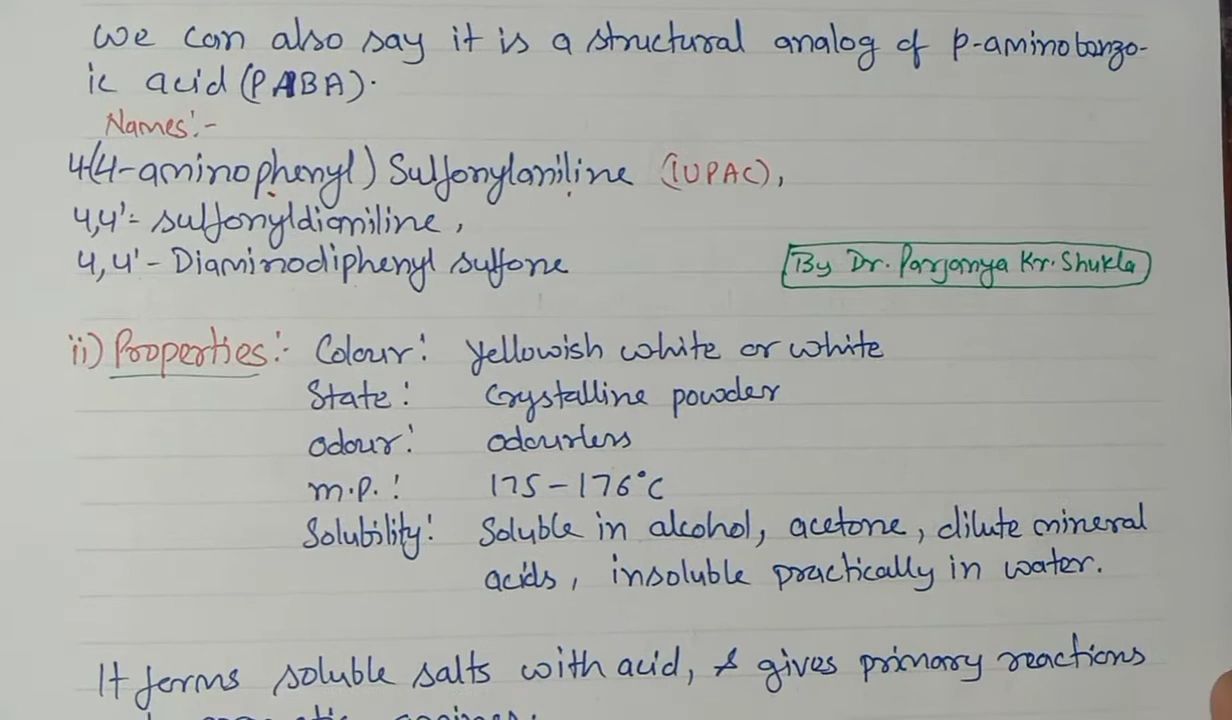 We can also say it is a structural analog of p-aminobenzo-
ic acid (PABA).
Names:-
4(4-aminophenyl) Sulfonylaniline (IUPAC),
4,4'- sulfonyldianiline,
4,4'- Diaminodiphenyl sulfone
By Dr. Parjanya Kr. Shukla
ii) Properties:- Colour: yellowish white or white
State: Crystalline powder
odour: odourless
m.p.: 175-176°C
Solubility: Soluble in alcohol, acetone, dilute mineral
acids, insoluble practically in water.
It forms soluble salts with acid, & gives primary reactions